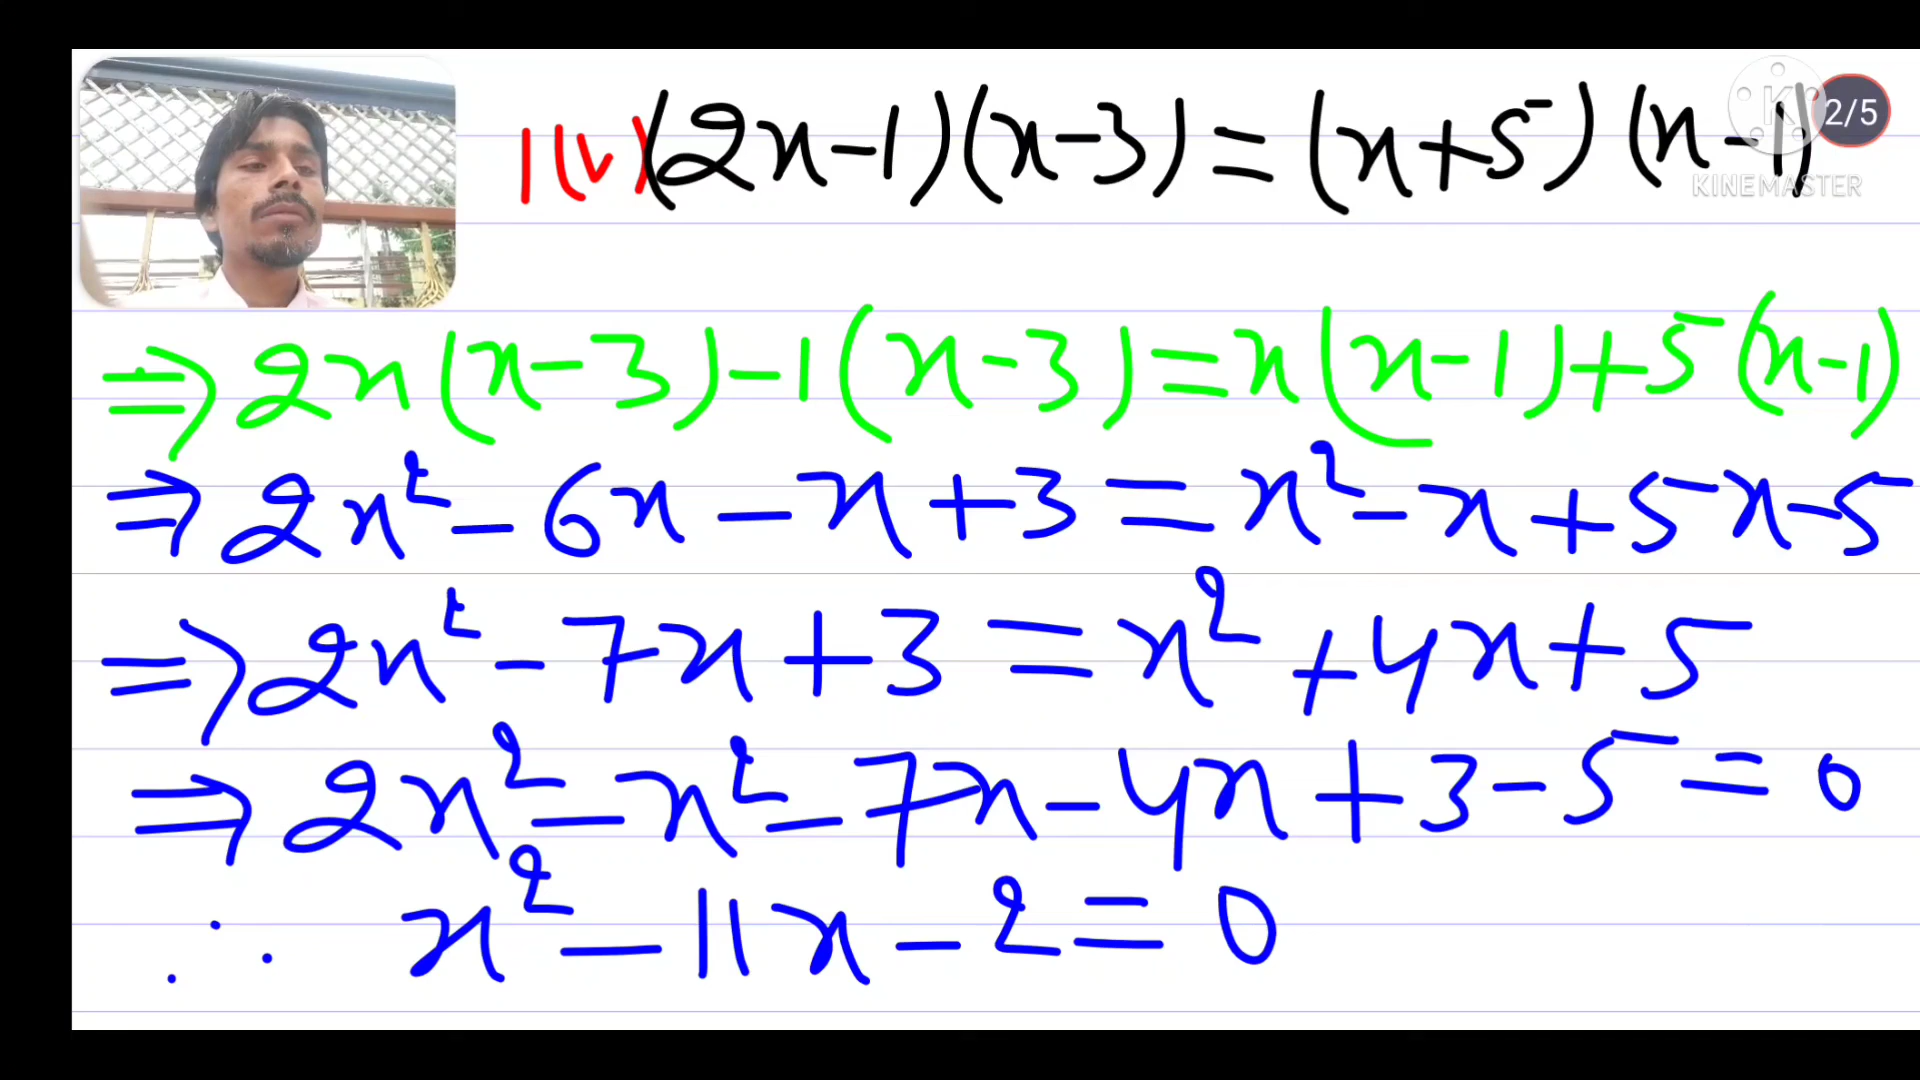 1(v) (2x-1)(x-3) = (x+5)(x-1)
2/5
KINEMASTER
⇒ 2x(x-3)-1(x-3) = x(x-1)+5(x-1)
⇒ 2x² - 6x - x + 3 = x² - x + 5x - 5
⇒ 2x² - 7x + 3 = x² + 4x + 5
⇒ 2x² - x² - 7x - 4x + 3 - 5 = 0
∴ x² - 11x - 2 = 0